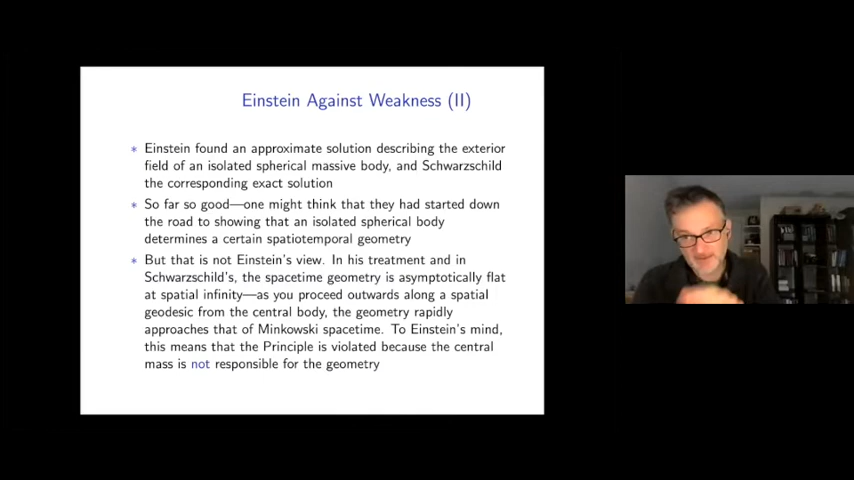 Einstein Against Weakness (II)
* Einstein found an approximate solution describing the exterior
field of an isolated spherical massive body, and Schwarzschild
the corresponding exact solution
* So far so good—one might think that they had started down
the road to showing that an isolated spherical body
determines a certain spatiotemporal geometry
* But that is not Einstein's view. In his treatment and in
Schwarzschild's, the spacetime geometry is asymptotically flat
at spatial infinity—as you proceed outwards along a spatial
geodesic from the central body, the geometry rapidly
approaches that of Minkowski spacetime. To Einstein's mind,
this means that the Principle is violated because the central
mass is not responsible for the geometry